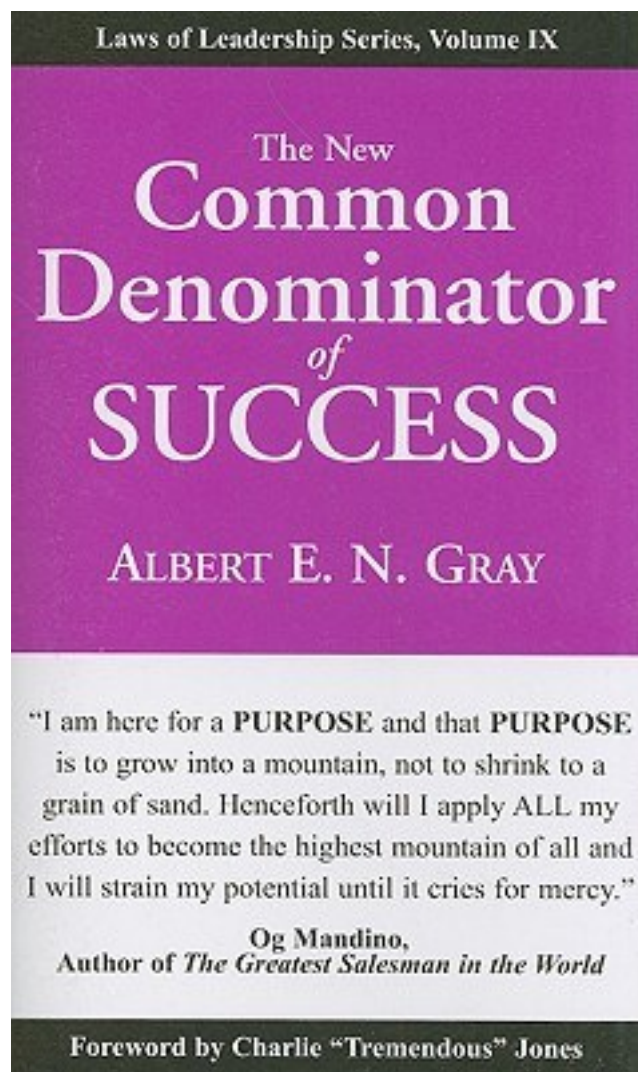 Laws of Leadership Series, Volume IX
The New
Common
Denominator
of
SUCCESS
ALBERT E. N. GRAY
“I am here for a PURPOSE and that PURPOSE
is to grow into a mountain, not to shrink to a
grain of sand. Henceforth will I apply ALL my
efforts to become the highest mountain of all and
I will strain my potential until it cries for mercy.”
Og Mandino,
Author of The Greatest Salesman in the World
Foreword by Charlie “Tremendous” Jones